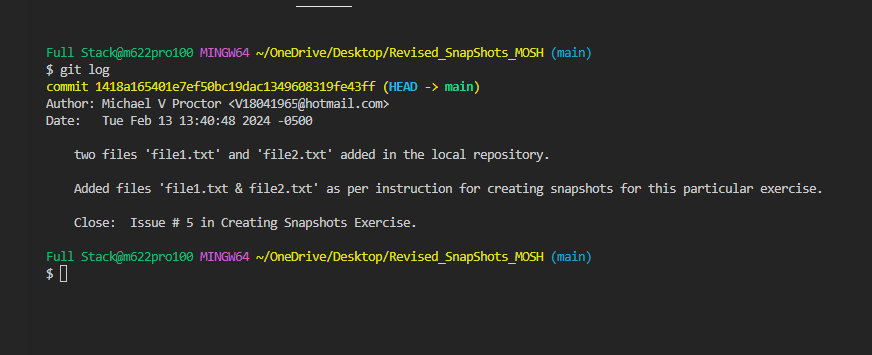 Full Stack@m622pro100 MINGW64 ~/OneDrive/Desktop/Revised_SnapShots_MOSH (main)
$ git log
commit 1418a165401e7ef50bc19dac1349608319fe43ff (HEAD -> main)
Author: Michael V Proctor <V18041965@hotmail.com>
Date:   Tue Feb 13 13:40:48 2024 -0500
two files 'file1.txt' and 'file2.txt' added in the local repository.
Added files 'file1.txt & file2.txt' as per instruction for creating snapshots for this particular exercise.
Close:  Issue # 5 in Creating Snapshots Exercise.
Full Stack@m622pro100 MINGW64 ~/OneDrive/Desktop/Revised_SnapShots_MOSH (main)
$